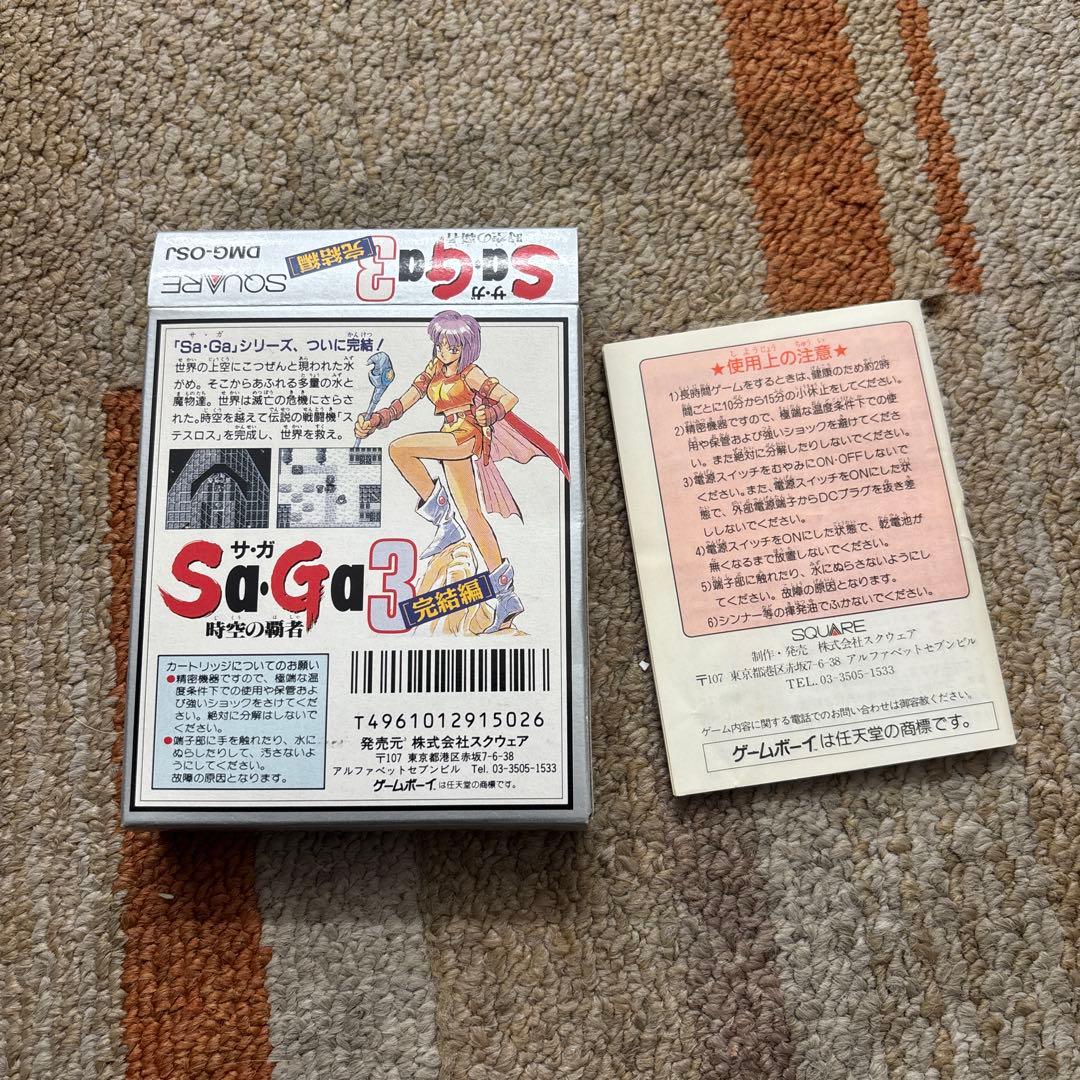 DMG-OSJ
SQUARE
完結編
3
Sa・Ga
サ・ガ
時空の覇者
サ・ガ
かんけつ
「Sa・Ga」シリーズ、ついに完結!
世界の上空にこつぜんと現われた水
がめ。そこからあふれる多量の水と
魔物達。世界は滅亡の危機にさらさ
れた。時空を越えて伝説の戦闘機「ス
テスロス」を完成し、世界を救え。
サ・ガ
Sa・Ga3
完結編
じくう はしゃ
時空の覇者
カートリッジについてのお願い
●精密機器ですので、極端な温
度条件下での使用や保管およ
び強いショックをさけてくだ
さい。絶対に分解はしないで
ください。
●端子部に手を触れたり、水に
ぬらしたりして、汚さないよ
うにしてください。
故障の原因となります。
T4961012915026
発売元 株式会社スクウェア
〒107 東京都港区赤坂7-6-38
アルファベットセブンビル Tel. 03-3505-1533
ゲームボーイは任天堂の商標です。
しようじょう ちゅうい
★使用上の注意★
1)長時間ゲームをするときは、健康のため約2時
間ごとに10分から15分の小休止をしてください。
2)精密機器ですので、極端な温度条件下での使
用や保管および強いショックを避けてくださ
い。また絶対に分解したりしないでください。
3)電源スイッチをむやみにON・OFFしないで
ください。また、電源スイッチをONにした状
態で、外部電源端子からDCプラグを抜き差
ししないでください。
4)電源スイッチをONにした状態で、乾電池が
無くなるまで放置しないでください。
5)端子部に触れたり、水にぬらさないようにし
てください。故障の原因となります。
6)シンナー等の揮発油でふかないでください。
SQUARE
制作・発売 株式会社スクウェア
〒107 東京都港区赤坂7-6-38 アルファベットセブンビル
TEL. 03-3505-1533
ゲーム内容に関する電話でのお問い合わせは御容赦ください。
ゲームボーイは任天堂の商標です。